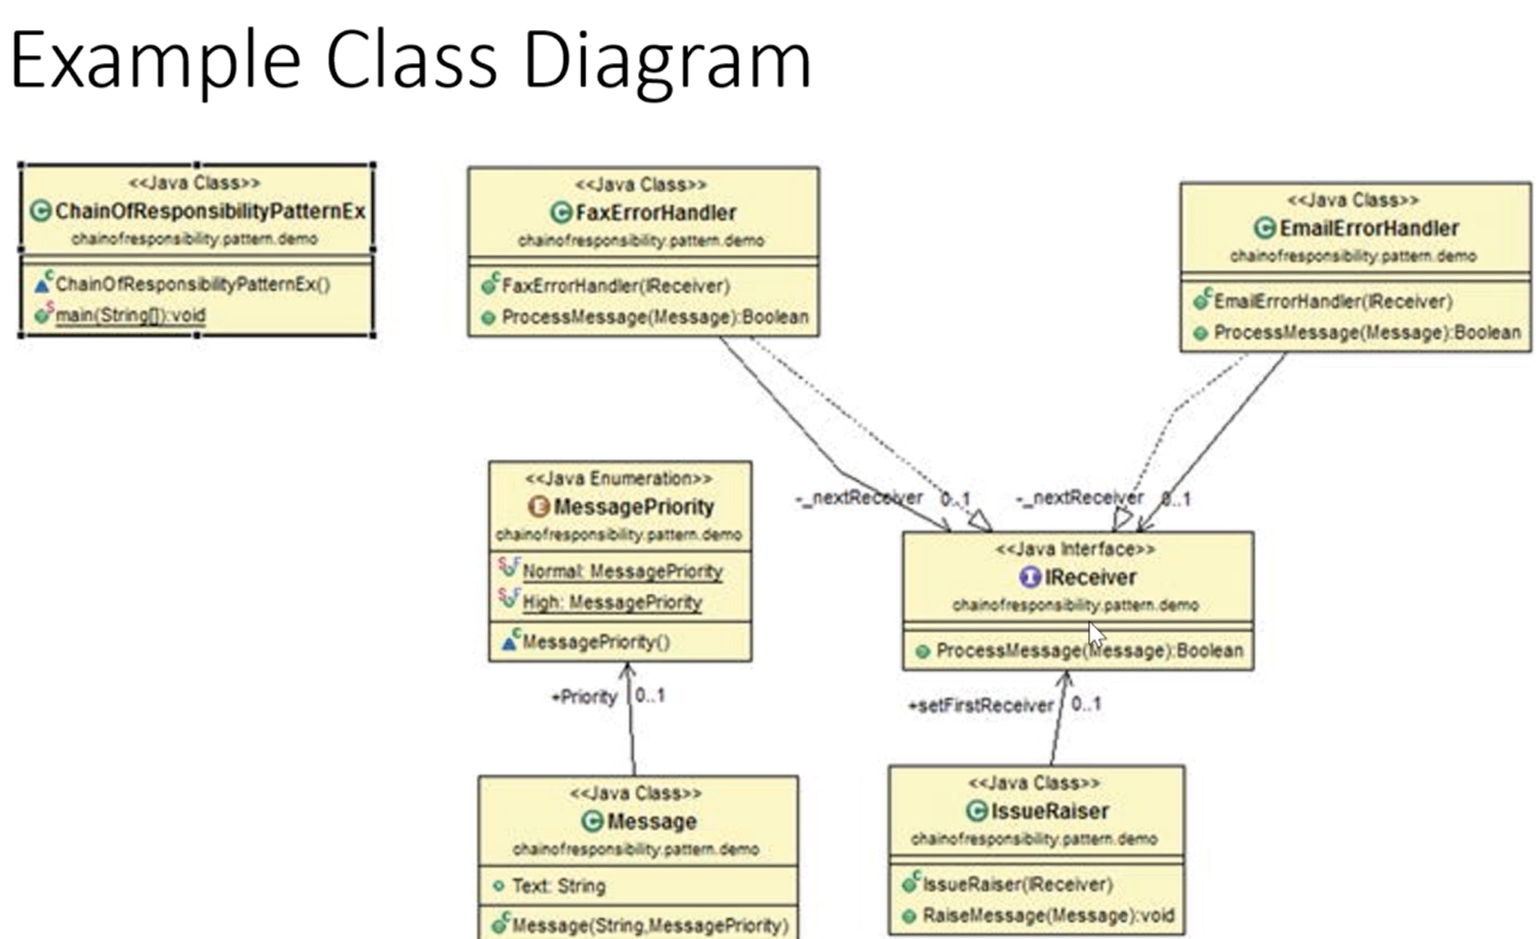 Example Class Diagram
<<Java Class>>
ChainOfResponsibilityPatternEx
chainofresponsibility.pattern.demo
ChainOfResponsibilityPatternEx()
main(String[]):void
<<Java Class>>
FaxErrorHandler
chainofresponsibility.pattern.demo
FaxErrorHandler(IReceiver)
ProcessMessage(Message):Boolean
<<Java Class>>
EmailErrorHandler
chainofresponsibility.pattern.demo
EmailErrorHandler(IReceiver)
ProcessMessage(Message):Boolean
-_nextReceiver 0..1
-_nextReceiver 0..1
<<Java Enumeration>>
MessagePriority
chainofresponsibility.pattern.demo
Normal: MessagePriority
High: MessagePriority
MessagePriority()
<<Java Interface>>
IReceiver
chainofresponsibility.pattern.demo
ProcessMessage(Message):Boolean
+Priority 0..1
+setFirstReceiver 0..1
<<Java Class>>
Message
chainofresponsibility.pattern.demo
Text: String
Message(String,MessagePriority)
<<Java Class>>
IssueRaiser
chainofresponsibility.pattern.demo
IssueRaiser(IReceiver)
RaiseMessage(Message):void